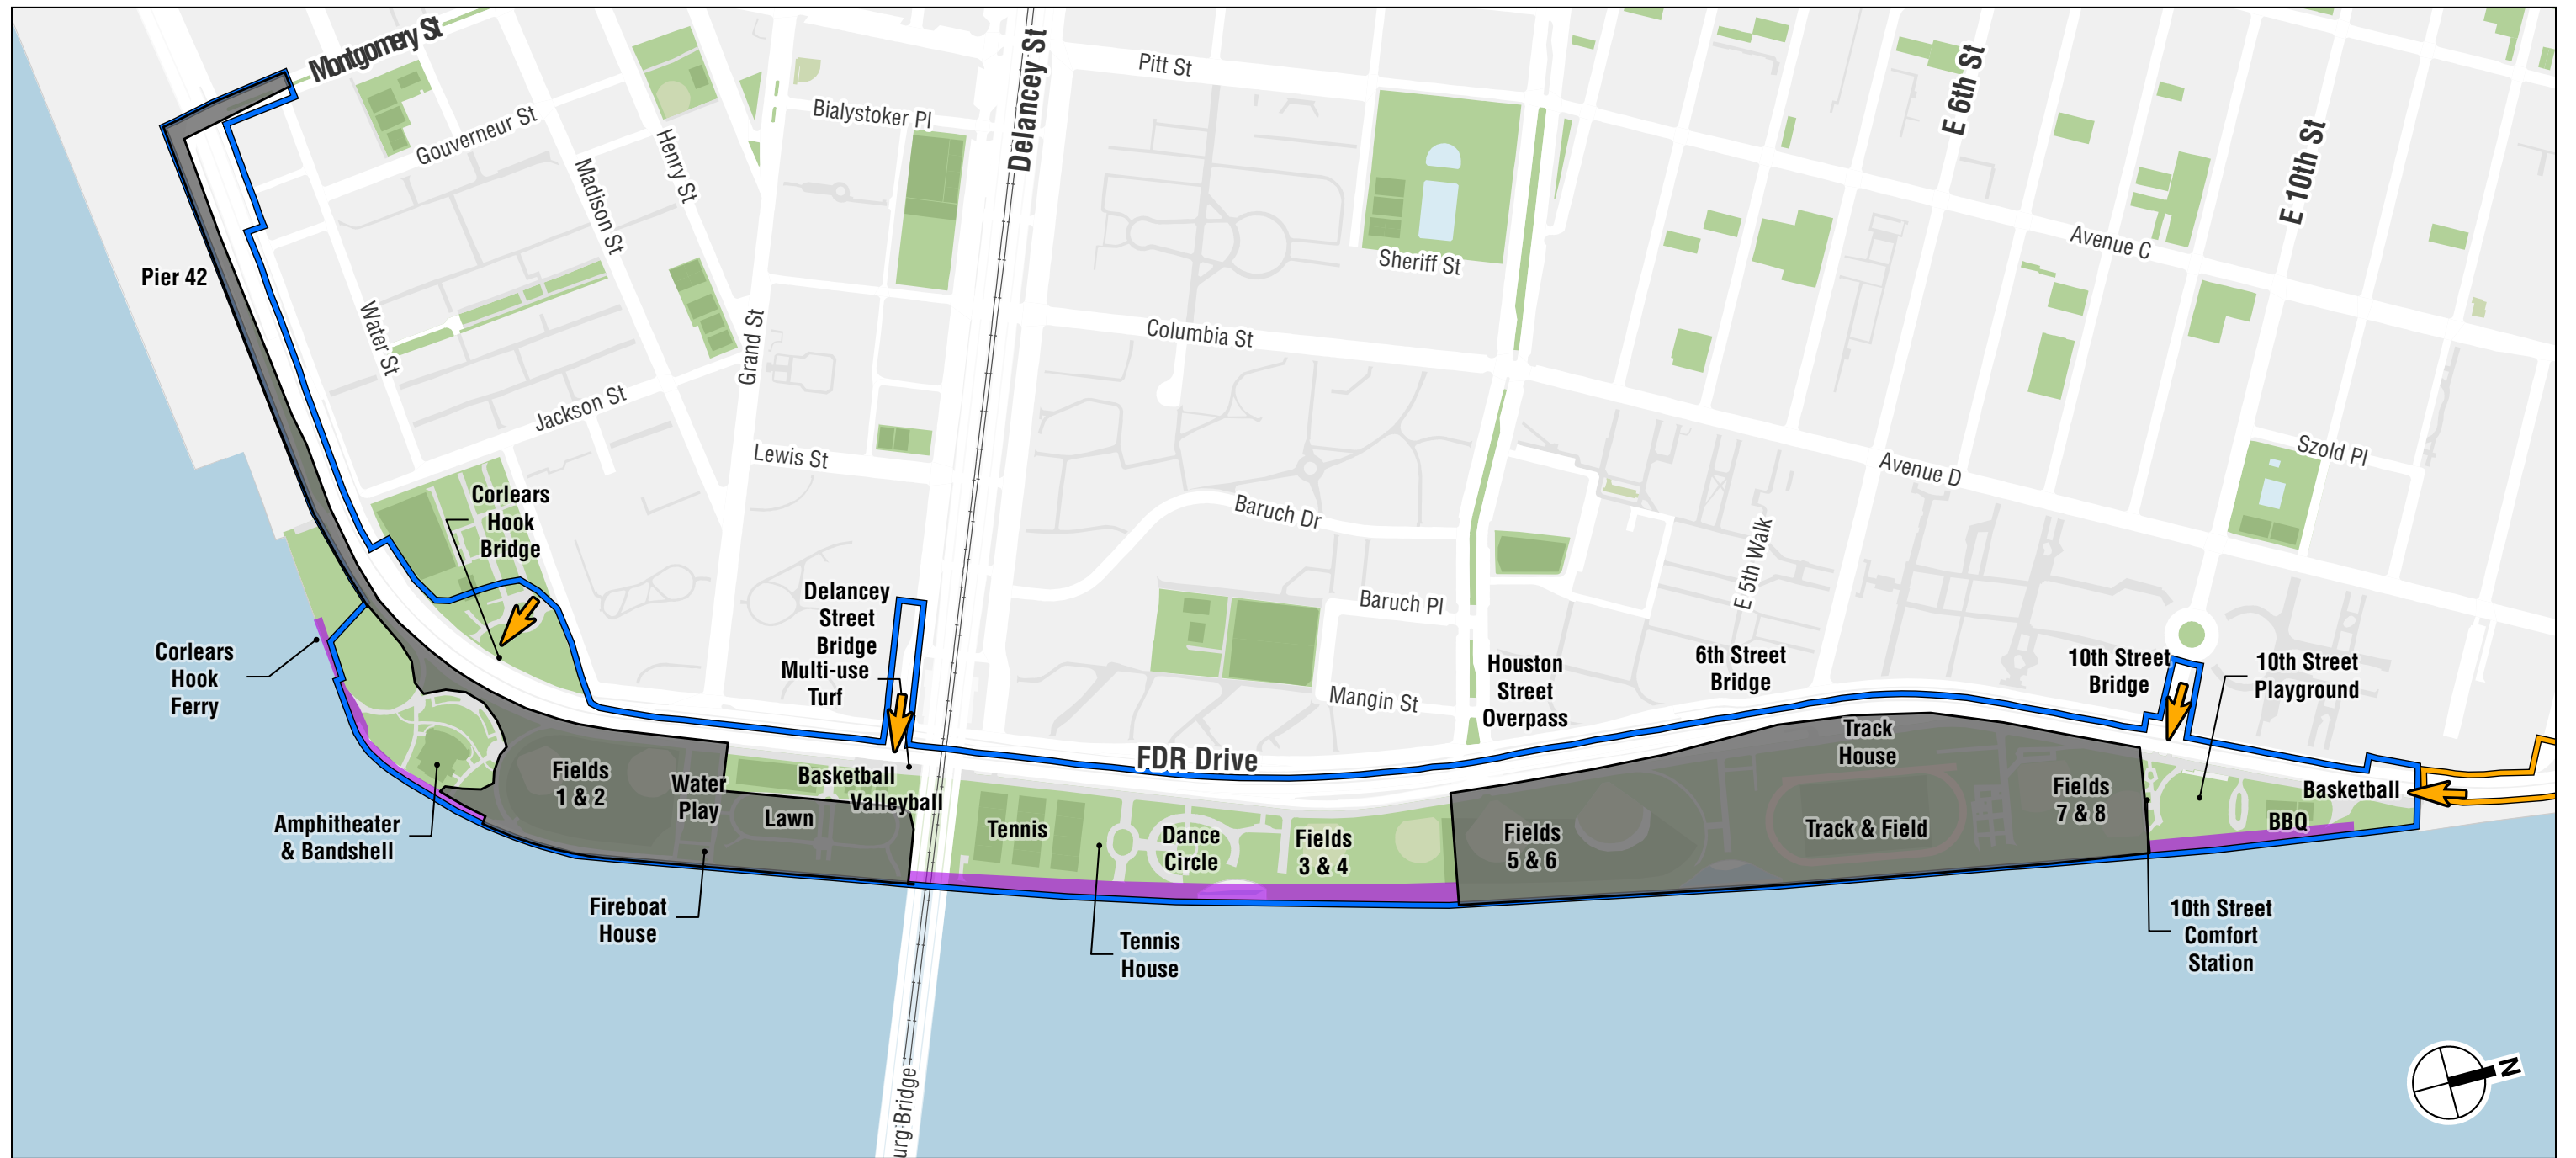 Montgomery St
Gouverneur St
Madison St
Henry St
Bialystoker Pl
Delancey St
Pitt St
E 6th St
E 10th St
Avenue C
Sheriff St
Columbia St
Pier 42
Water St
Grand St
Jackson St
Lewis St
Baruch Dr
Avenue D
Szold Pl
E 5th Walk
Baruch Pl
Mangin St
Corlears
Hook
Bridge
Delancey
Street
Bridge
Multi-use
Turf
Houston
Street
Overpass
6th Street
Bridge
10th Street
Bridge
10th Street
Playground
Corlears
Hook
Ferry
FDR Drive
Track
House
Fields
1 & 2
Water
Play
Basketball
Valleyball
Lawn
Tennis
Dance
Circle
Fields
3 & 4
Fields
5 & 6
Track & Field
Fields
7 & 8
Basketball
BBQ
Amphitheater
& Bandshell
Fireboat
House
Tennis
House
10th Street
Comfort
Station
urg Bridge
N